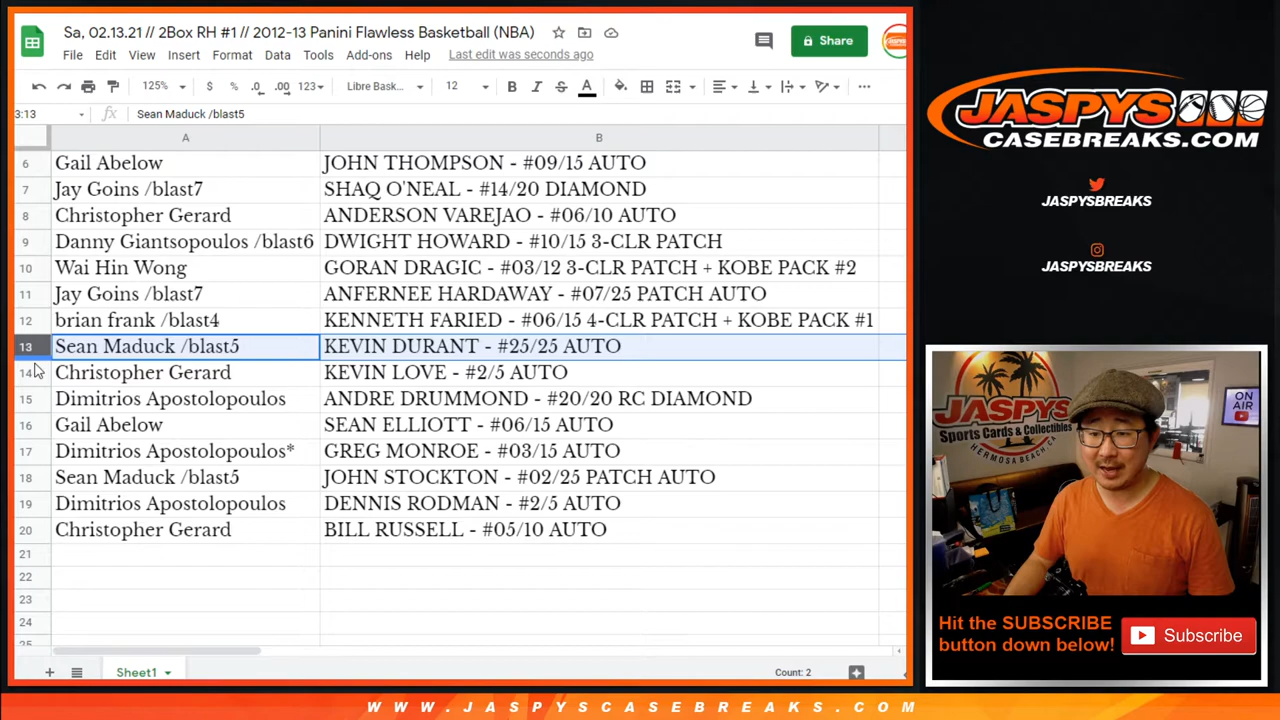 Sa, 02.13.21 // 2Box RH #1 // 2012-13 Panini Flawless Basketball (NBA)
File Edit View Insert Format Data Tools Add-ons Help Last edit was seconds ago
Share
125% $ % .0 .00 123 Libre Bask... 12 B I S A
3:13 fx Sean Maduck /blast5
A B
6 Gail Abelow JOHN THOMPSON - #09/15 AUTO
7 Jay Goins /blast7 SHAQ O'NEAL - #14/20 DIAMOND
8 Christopher Gerard ANDERSON VAREJAO - #06/10 AUTO
9 Danny Giantsopoulos /blast6 DWIGHT HOWARD - #10/15 3-CLR PATCH
10 Wai Hin Wong GORAN DRAGIC - #03/12 3-CLR PATCH + KOBE PACK #2
11 Jay Goins /blast7 ANFERNEE HARDAWAY - #07/25 PATCH AUTO
12 brian frank /blast4 KENNETH FARIED - #06/15 4-CLR PATCH + KOBE PACK #1
13 Sean Maduck /blast5 KEVIN DURANT - #25/25 AUTO
14 Christopher Gerard KEVIN LOVE - #2/5 AUTO
15 Dimitrios Apostolopoulos ANDRE DRUMMOND - #20/20 RC DIAMOND
16 Gail Abelow SEAN ELLIOTT - #06/15 AUTO
17 Dimitrios Apostolopoulos* GREG MONROE - #03/15 AUTO
18 Sean Maduck /blast5 JOHN STOCKTON - #02/25 PATCH AUTO
19 Dimitrios Apostolopoulos DENNIS RODMAN - #2/5 AUTO
20 Christopher Gerard BILL RUSSELL - #05/10 AUTO
21
22
23
24
25
Sheet1
Count: 2
JASPYS
CASEBREAKS.COM
JASPYSBREAKS
JASPYSBREAKS
JASPYS
Sports Cards & Collectibles
HERMOSA BEACH, CA
ON
AIR
Hit the SUBSCRIBE
button down below!
Subscribe
WWW.JASPYSCASEBREAKS.COM